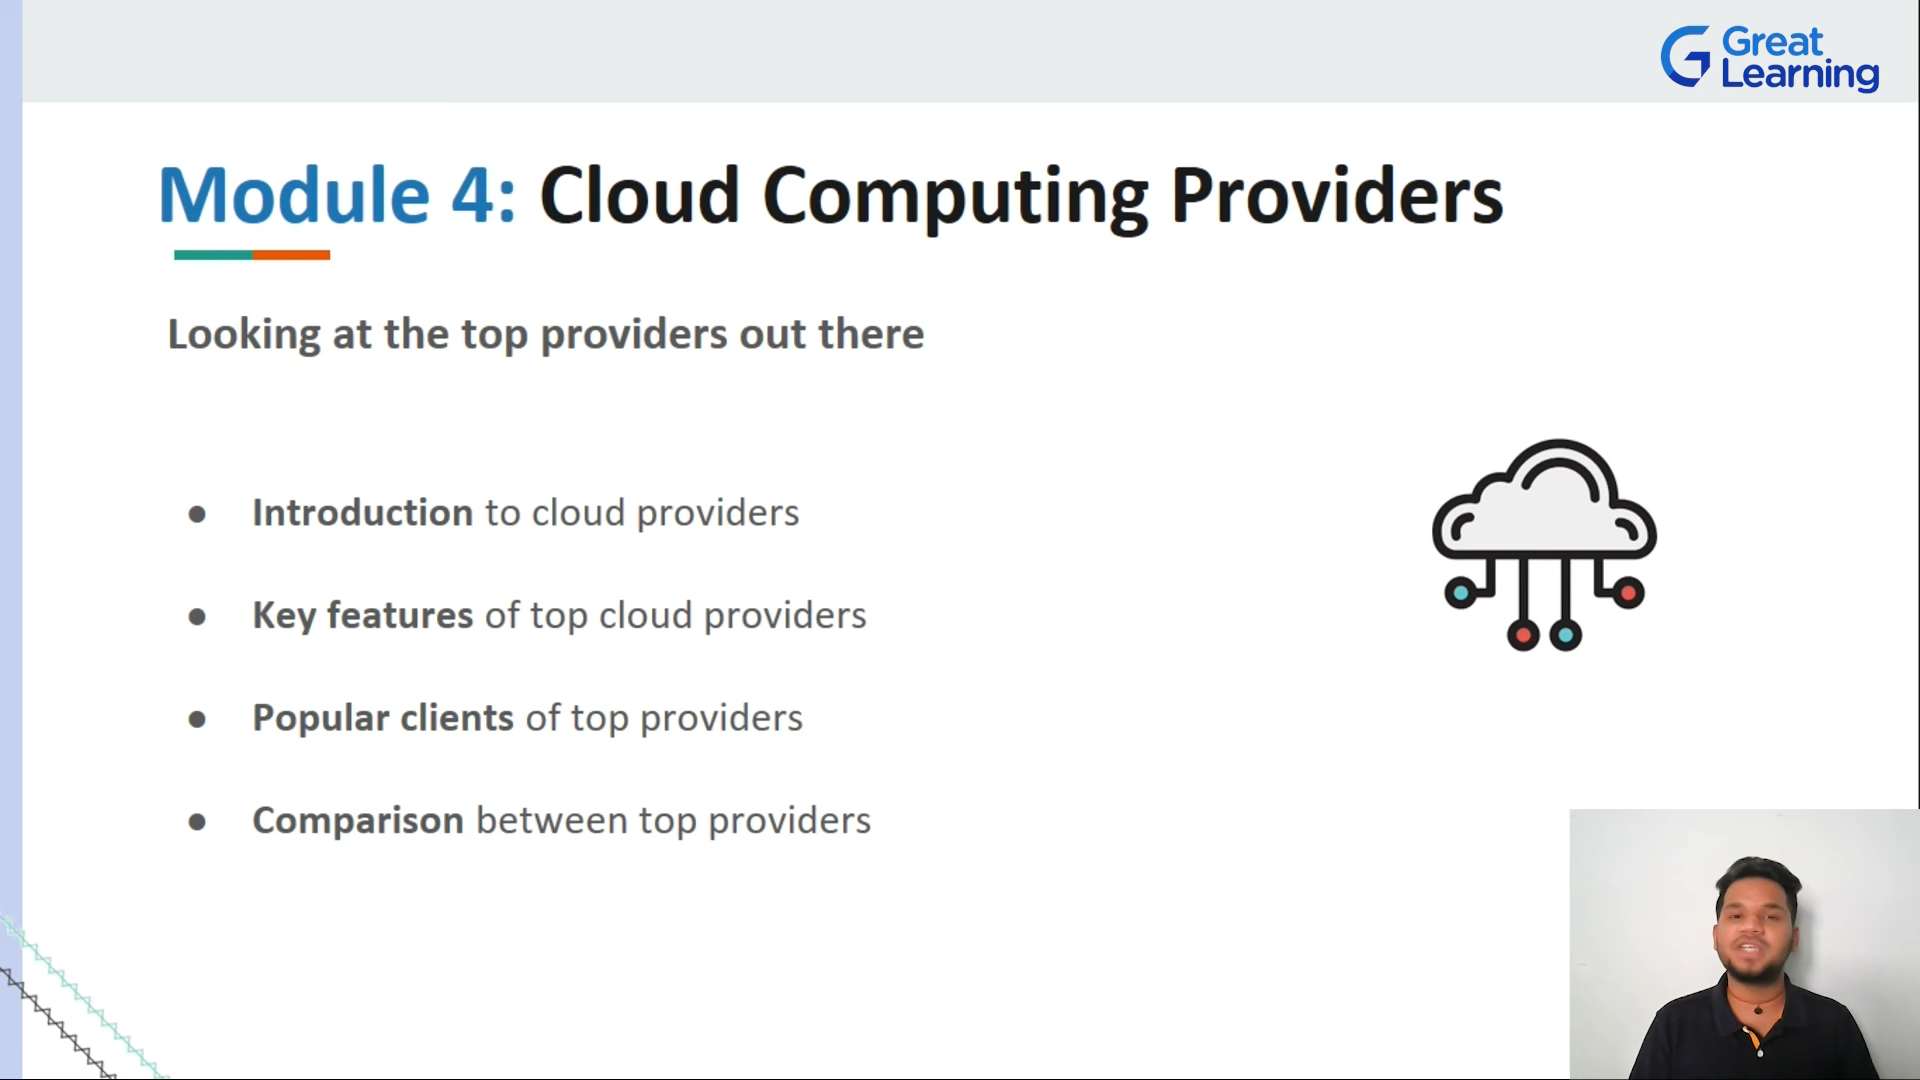 Great
Learning
Module 4: Cloud Computing Providers
Looking at the top providers out there
● Introduction to cloud providers
● Key features of top cloud providers
● Popular clients of top providers
● Comparison between top providers